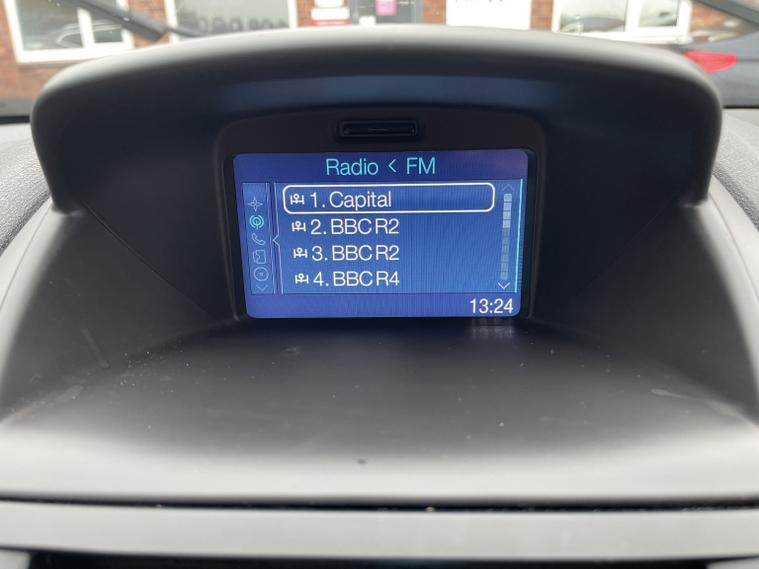 Radio < FM
1. Capital
2. BBC R2
3. BBC R2
4. BBC R4
13:24